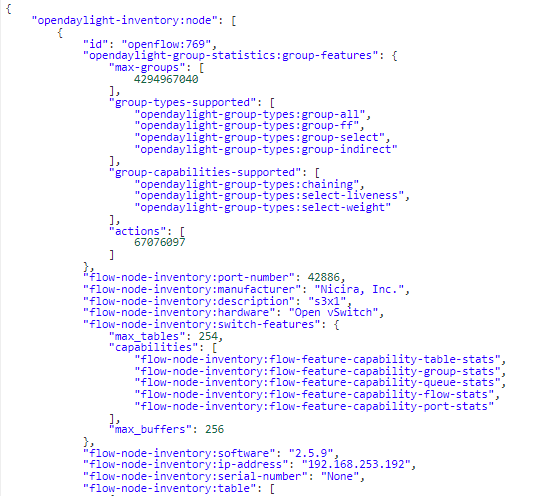 {
"opendaylight-inventory:node": [
{
"id": "openflow:769",
"opendaylight-group-statistics:group-features": {
"max-groups": [
4294967040
],
"group-types-supported": [
"opendaylight-group-types:group-all",
"opendaylight-group-types:group-ff",
"opendaylight-group-types:group-select",
"opendaylight-group-types:group-indirect"
],
"group-capabilities-supported": [
"opendaylight-group-types:chaining",
"opendaylight-group-types:select-liveness",
"opendaylight-group-types:select-weight"
],
"actions": [
67076097
]
},
"flow-node-inventory:port-number": 42886,
"flow-node-inventory:manufacturer": "Nicira, Inc.",
"flow-node-inventory:description": "s3x1",
"flow-node-inventory:hardware": "Open vSwitch",
"flow-node-inventory:switch-features": {
"max_tables": 254,
"capabilities": [
"flow-node-inventory:flow-feature-capability-table-stats",
"flow-node-inventory:flow-feature-capability-group-stats",
"flow-node-inventory:flow-feature-capability-queue-stats",
"flow-node-inventory:flow-feature-capability-flow-stats",
"flow-node-inventory:flow-feature-capability-port-stats"
],
"max_buffers": 256
},
"flow-node-inventory:software": "2.5.9",
"flow-node-inventory:ip-address": "192.168.253.192",
"flow-node-inventory:serial-number": "None",
"flow-node-inventory:table": [